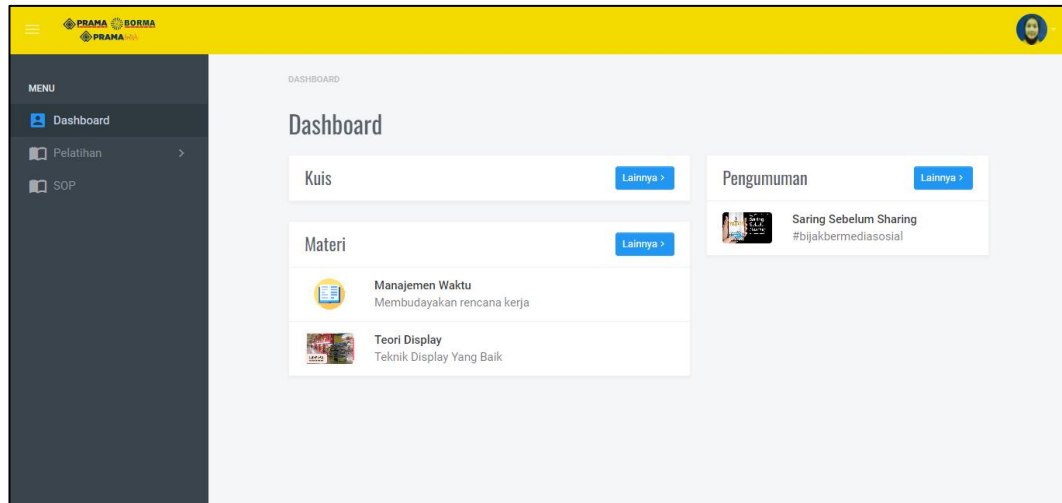 PRAMA BORMA
PRAMA
MENU
Dashboard
Pelatihan
SOP
DASHBOARD
Dashboard
Kuis
Lainnya >
Materi
Lainnya >
Manajemen Waktu
Membudayakan rencana kerja
Teori Display
Teknik Display Yang Baik
Pengumuman
Lainnya >
Saring Sebelum Sharing
#bijakbermediasosial